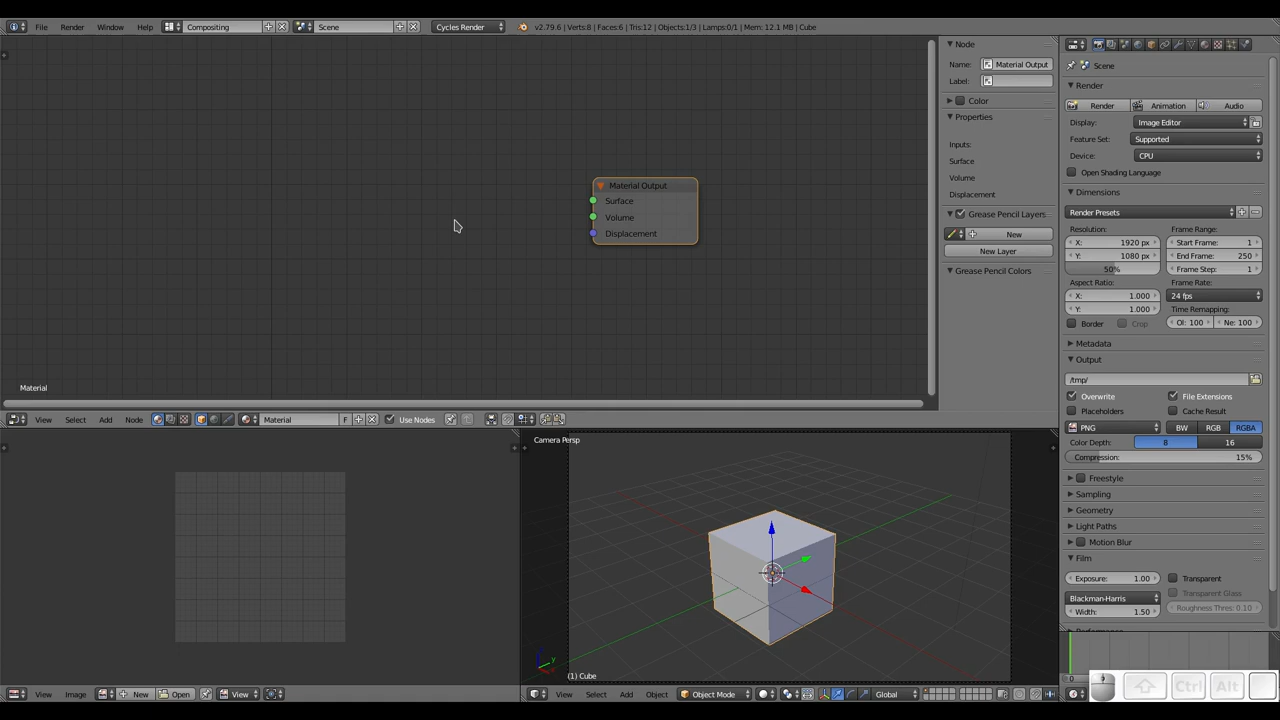 File Render Window Help Compositing Scene Cycles Render v2.79.6 | Verts:8 | Faces:6 | Tris:12 | Objects:1/3 | Lamps:0/1 | Mem: 12.1 MB | Cube
Material Output
Surface
Volume
Displacement
Material
View Select Add Node Material F Use Nodes
Node
Name: Material Output
Label:
Color
Properties
Inputs:
Surface
Volume
Displacement
Grease Pencil Layers
New
New Layer
Grease Pencil Colors
Scene
Render
Render Animation Audio
Display: Image Editor
Feature Set: Supported
Device: CPU
Open Shading Language
Dimensions
Render Presets
Resolution: Frame Range:
X: 1920 px Start Frame: 1
Y: 1080 px End Frame: 250
50% Frame Step: 1
Aspect Ratio: Frame Rate:
X: 1.000 24 fps
Y: 1.000 Time Remapping:
Border Crop Ol: 100 Ne: 100
Metadata
Output
/tmp/
Overwrite File Extensions
Placeholders Cache Result
PNG BW RGB RGBA
Color Depth: 8 16
Compression: 15%
Freestyle
Sampling
Geometry
Light Paths
Motion Blur
Film
Exposure: 1.00 Transparent
Transparent Glass
Blackman-Harris Roughness Thres: 0.10
Width: 1.50
Camera Persp
(1) Cube
View Image New Open View
View Select Add Object Object Mode Global
Ctrl Alt